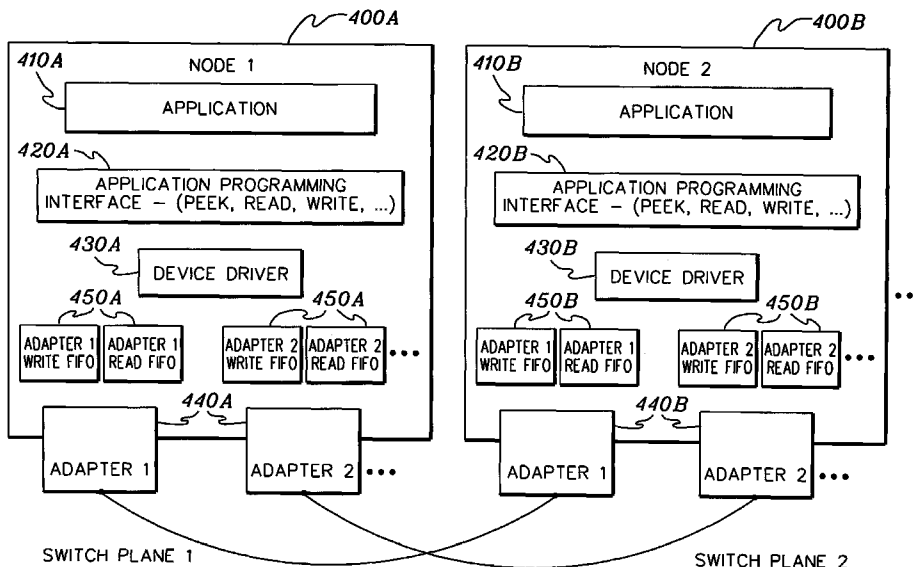 400A
NODE 1
410A
APPLICATION
420A
APPLICATION PROGRAMMING
INTERFACE – (PEEK, READ, WRITE, ...)
430A
DEVICE DRIVER
450A
450A
ADAPTER 1
WRITE FIFO
ADAPTER 1
READ FIFO
ADAPTER 2
WRITE FIFO
ADAPTER 2
READ FIFO
•••
440A
ADAPTER 1
ADAPTER 2
•••
400B
NODE 2
410B
APPLICATION
420B
APPLICATION PROGRAMMING
INTERFACE – (PEEK, READ, WRITE, ...)
430B
DEVICE DRIVER
450B
450B
ADAPTER 1
WRITE FIFO
ADAPTER 1
READ FIFO
ADAPTER 2
WRITE FIFO
ADAPTER 2
READ FIFO
•••
440B
ADAPTER 1
ADAPTER 2
•••
••
SWITCH PLANE 1
SWITCH PLANE 2